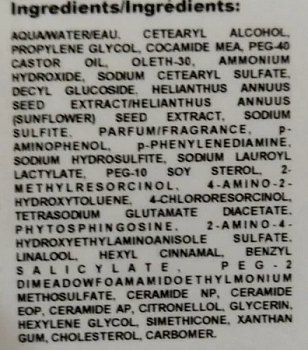 Ingredients/Ingrédients:
AQUA/WATER/EAU, CETEARYL ALCOHOL,
PROPYLENE GLYCOL, COCAMIDE MEA, PEG-40
CASTOR OIL, OLETH-30, AMMONIUM
HYDROXIDE, SODIUM CETEARYL SULFATE,
DECYL GLUCOSIDE, HELIANTHUS ANNUUS
SEED EXTRACT/HELIANTHUS ANNUUS
(SUNFLOWER) SEED EXTRACT, SODIUM
SULFITE, PARFUM/FRAGRANCE, p-
AMINOPHENOL, p-PHENYLENEDIAMINE,
SODIUM HYDROSULFITE, SODIUM LAUROYL
LACTYLATE, PEG-10 SOY STEROL, 2-
METHYLRESORCINOL, 4-AMINO-2-
HYDROXYTOLUENE, 4-CHLORORESORCINOL,
TETRASODIUM GLUTAMATE DIACETATE,
PHYTOSPHINGOSINE, 2-AMINO-4-
HYDROXYETHYLAMINOANISOLE SULFATE,
LINALOOL, HEXYL CINNAMAL, BENZYL
SALICYLATE, PEG-2
DIMEADOWFOAMAMIDOETHYLMONIUM
METHOSULFATE, CERAMIDE NP, CERAMIDE
EOP, CERAMIDE AP, CITRONELLOL, GLYCERIN,
HEXYLENE GLYCOL, SIMETHICONE, XANTHAN
GUM, CHOLESTEROL, CARBOMER.